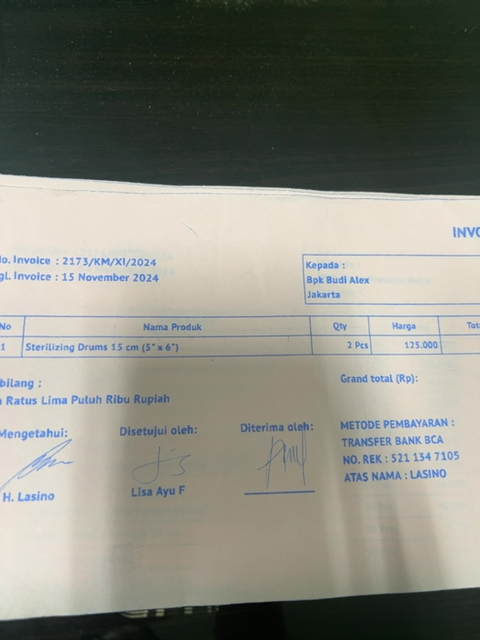 INVO
No. Invoice : 2173/KM/XI/2024
gl. Invoice : 15 November 2024
Kepada :
Bpk Budi Alex
Jakarta
No Nama Produk Qty Harga Tot
1 Sterilizing Drums 15 cm (5" x 6") 2 Pcs 125.000
bilang :
Ratus Lima Puluh Ribu Rupiah
Grand total (Rp):
Mengetahui: Disetujui oleh: Diterima oleh:
METODE PEMBAYARAN :
TRANSFER BANK BCA
NO. REK : 521 134 7105
ATAS NAMA : LASINO
H. Lasino Lisa Ayu F